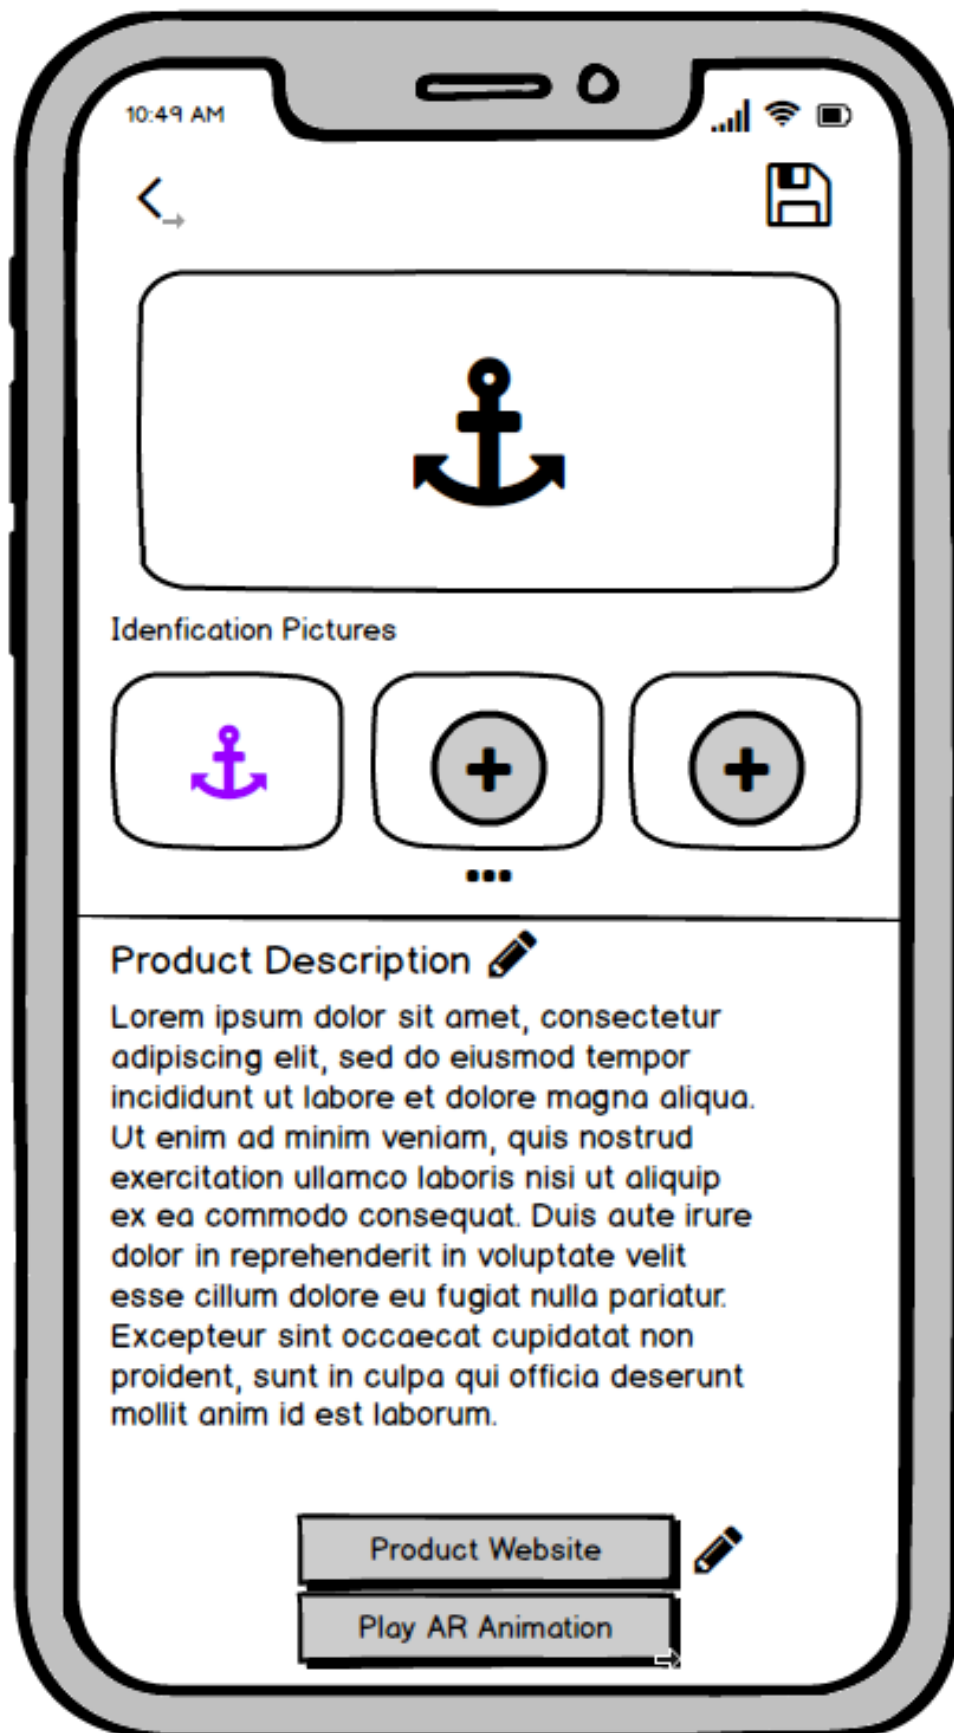 10:49 AM
Idenfication Pictures
Product Description
Lorem ipsum dolor sit amet, consectetur
adipiscing elit, sed do eiusmod tempor
incididunt ut labore et dolore magna aliqua.
Ut enim ad minim veniam, quis nostrud
exercitation ullamco laboris nisi ut aliquip
ex ea commodo consequat. Duis aute irure
dolor in reprehenderit in voluptate velit
esse cillum dolore eu fugiat nulla pariatur.
Excepteur sint occaecat cupidatat non
proident, sunt in culpa qui officia deserunt
mollit anim id est laborum.
Product Website
Play AR Animation